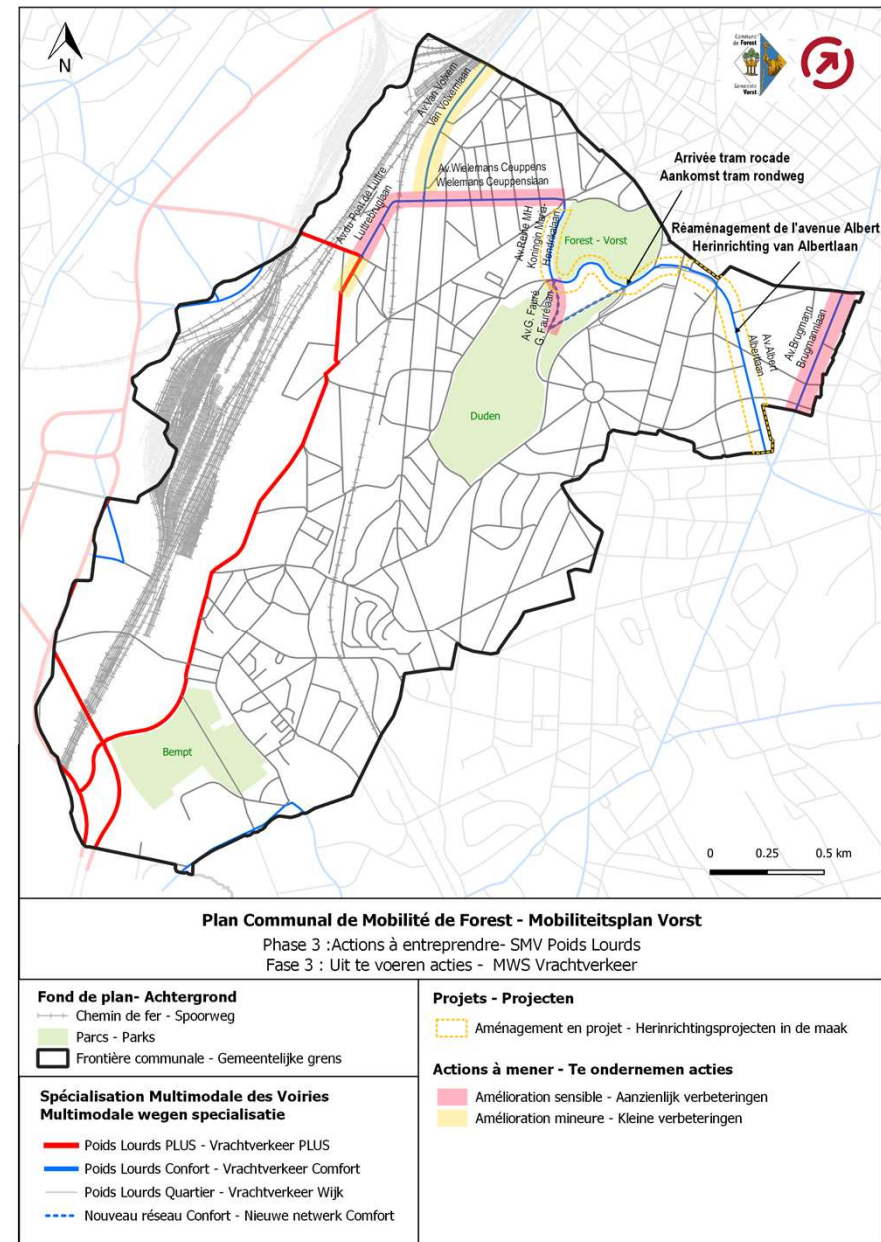 N
Commune
de Forest
Gemeente
Vorst
Av.Van Volxem
Van Volxemlaan
Av.Wielemans Ceuppens
Wielemans Ceuppenslaan
Av.du Pont de Luttre
Luttrebruglaan
Arrivée tram rocade
Aankomst tram rondweg
Réaménagement de l'avenue Albert
Herinrichting van Albertlaan
Av.Reine MH
Koningin Maria-
Hendrikalaan
Forest - Vorst
Av.G. Fauré
G. Faurélaan
Av.Albert
Albertlaan
Av.Brugmann
Brugmannlaan
Duden
Bempt
0 0.25 0.5 km
Plan Communal de Mobilité de Forest - Mobiliteitsplan Vorst
Phase 3 :Actions à entreprendre- SMV Poids Lourds
Fase 3 : Uit te voeren acties - MWS Vrachtverkeer
Fond de plan- Achtergrond
Chemin de fer - Spoorweg
Parcs - Parks
Frontière communale - Gemeentelijke grens
Spécialisation Multimodale des Voiries
Multimodale wegen specialisatie
Poids Lourds PLUS - Vrachtverkeer PLUS
Poids Lourds Confort - Vrachtverkeer Comfort
Poids Lourds Quartier - Vrachtverkeer Wijk
Nouveau réseau Confort - Nieuwe netwerk Comfort
Projets - Projecten
Aménagement en projet - Herinrichtingsprojecten in de maak
Actions à mener - Te ondernemen acties
Amélioration sensible - Aanzienlijk verbeteringen
Amélioration mineure - Kleine verbeteringen